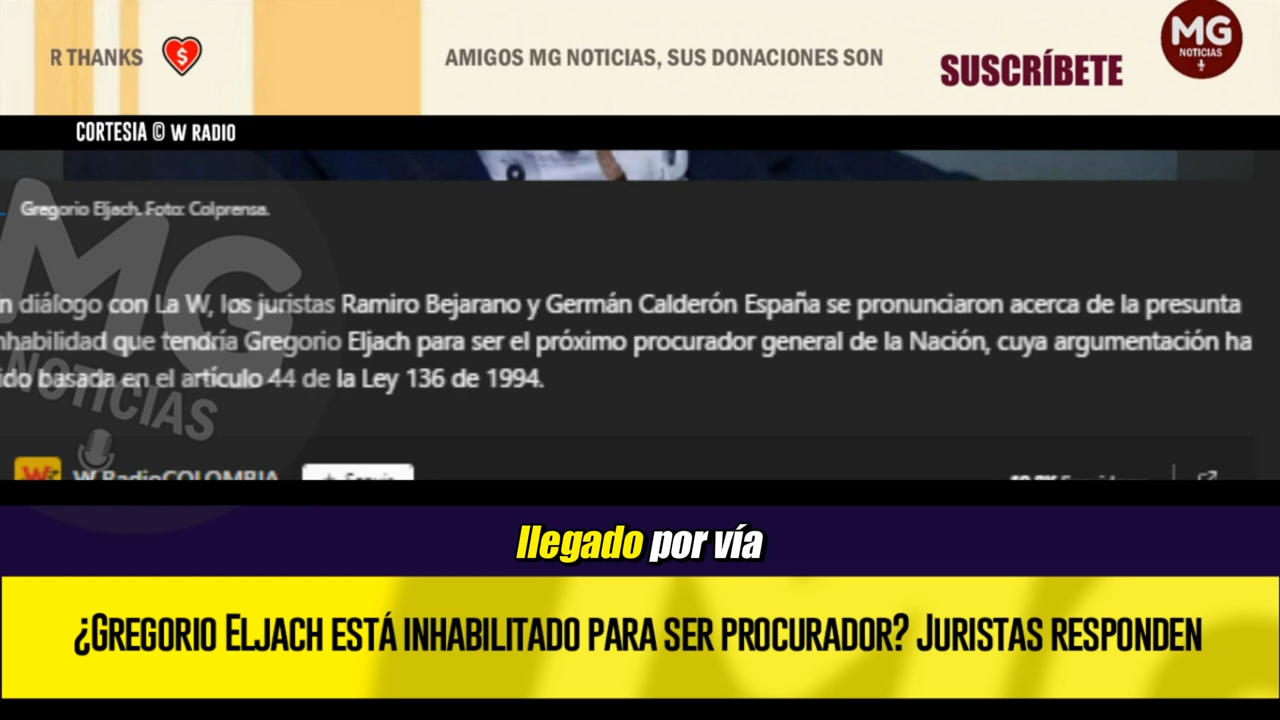 R THANKS
AMIGOS MG NOTICIAS, SUS DONACIONES SON
SUSCRÍBETE
MG
NOTICIAS
CORTESIA © W RADIO
Gregorio Eljach. Foto: Colprensa.
n diálogo con La W, los juristas Ramiro Bejarano y Germán Calderón España se pronunciaron acerca de la presunta
nhabilidad que tendría Gregorio Eljach para ser el próximo procurador general de la Nación, cuya argumentación ha
ido basada en el artículo 44 de la Ley 136 de 1994.
MG
NOTICIAS
W RadioCOLOMBIA
llegado por vía
¿GREGORIO ELJACH ESTÁ INHABILITADO PARA SER PROCURADOR? JURISTAS RESPONDEN